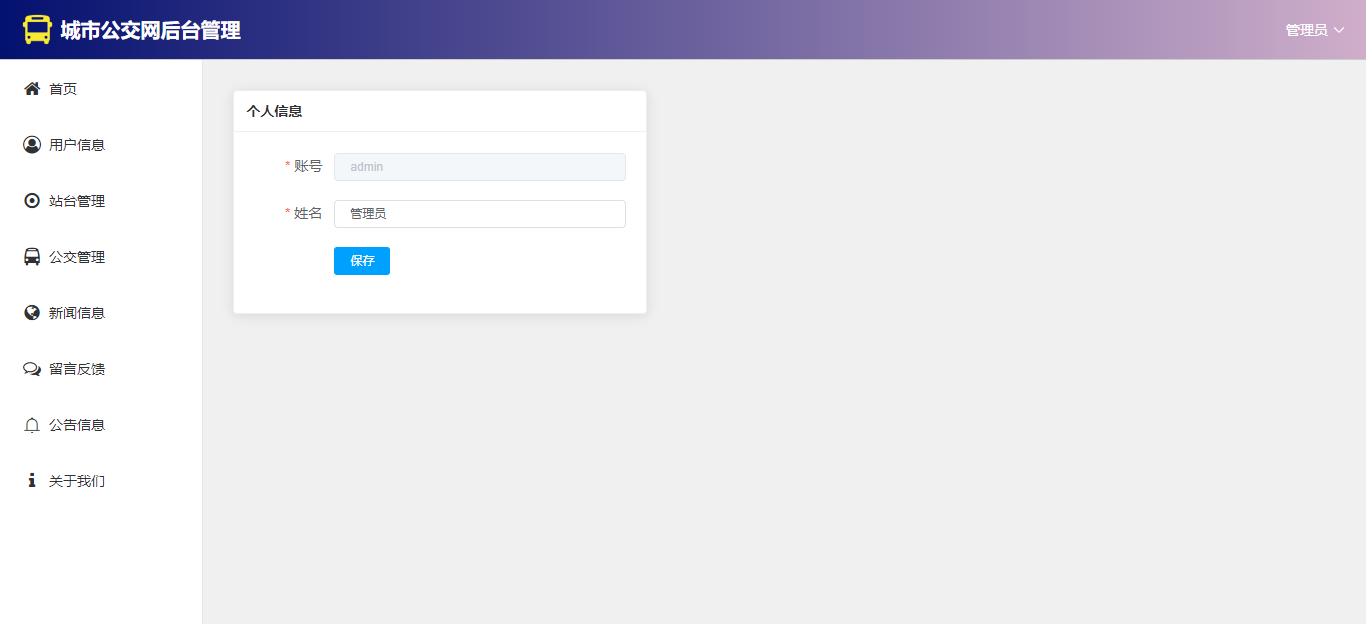 城市公交网后台管理
管理员
首页
用户信息
站台管理
公交管理
新闻信息
留言反馈
公告信息
关于我们
个人信息
* 账号
admin
* 姓名
管理员
保存